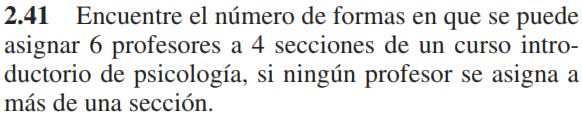 2.41 Encuentre el número de formas en que se puede
asignar 6 profesores a 4 secciones de un curso intro-
ductorio de psicología, si ningún profesor se asigna a
más de una sección.